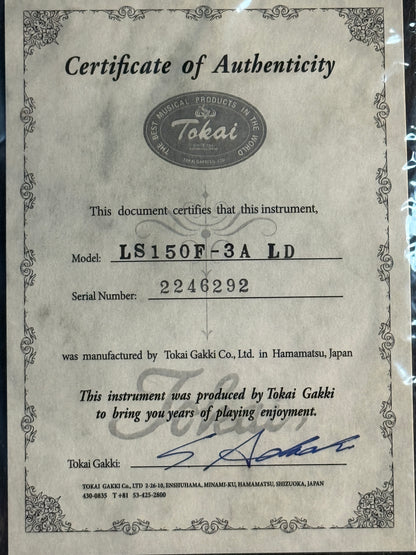 Certificate of Authenticity
THE BEST MUSICAL PRODUCTS IN THE WORLD
Tokai
This document certifies that this instrument,
Model: LS150F-3A LD
Serial Number: 2246292
was manufactured by Tokai Gakki Co., Ltd. in Hamamatsu, Japan
This instrument was produced by Tokai Gakki
to bring you years of playing enjoyment.
Tokai
Tokai Gakki:
TOKAI GAKKI Co., LTD 2-26-10, ENSHUHAMA, MINAMI-KU, HAMAMATSU, SHIZUOKA, JAPAN
430-0835 T +81 53-425-2800